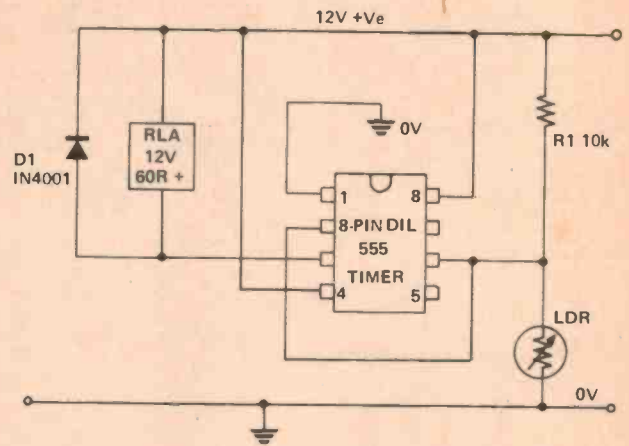 12V +Ve
RLA
12V
60R +
D1
IN4001
0V
R1 10k
1
8
8-PIN DIL
555
TIMER
4
5
LDR
0V